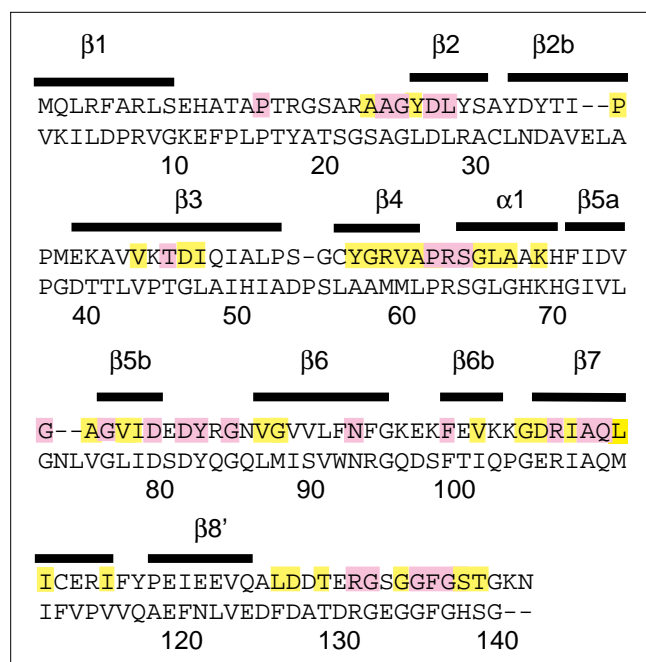 β1 β2 β2b
MQLRFARLSEHATAPTRGSARAAGYDLYSAYDYTI--P
VKILDPRVGKEFPLPTYATSGSAGLDLRACLNDAVELA
10 20 30
β3 β4 α1 β5a
PMEKAVVKTDIQIALPS-GCYGRVAPRSGLAAKHFIDV
PGDTTLVPTGLAIHIADPSLAAMMLPRSGLGHKHGIVL
40 50 60 70
β5b β6 β6b β7
G--AGVIDEDYRGNVGVVLFNFGKEKFEVKKGDRIAQL
GNLVGLIDSDYQGQLMISVWNRGQDSFTIQPGERIAQM
80 90 100
β8’
ICERIFYPEIEEVQALDDTERGSGGFGSTGKN
IFVPVVQAEFNLVEDFDATDRGEGGFGHSG--
120 130 140